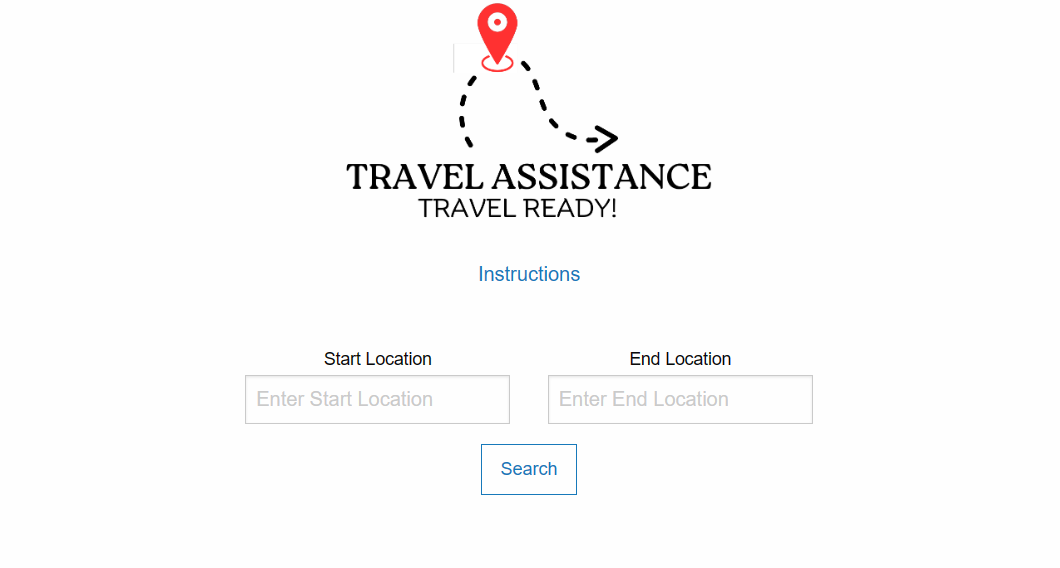 TRAVEL ASSISTANCE
TRAVEL READY!
Instructions
Start Location
End Location
Enter Start Location
Enter End Location
Search